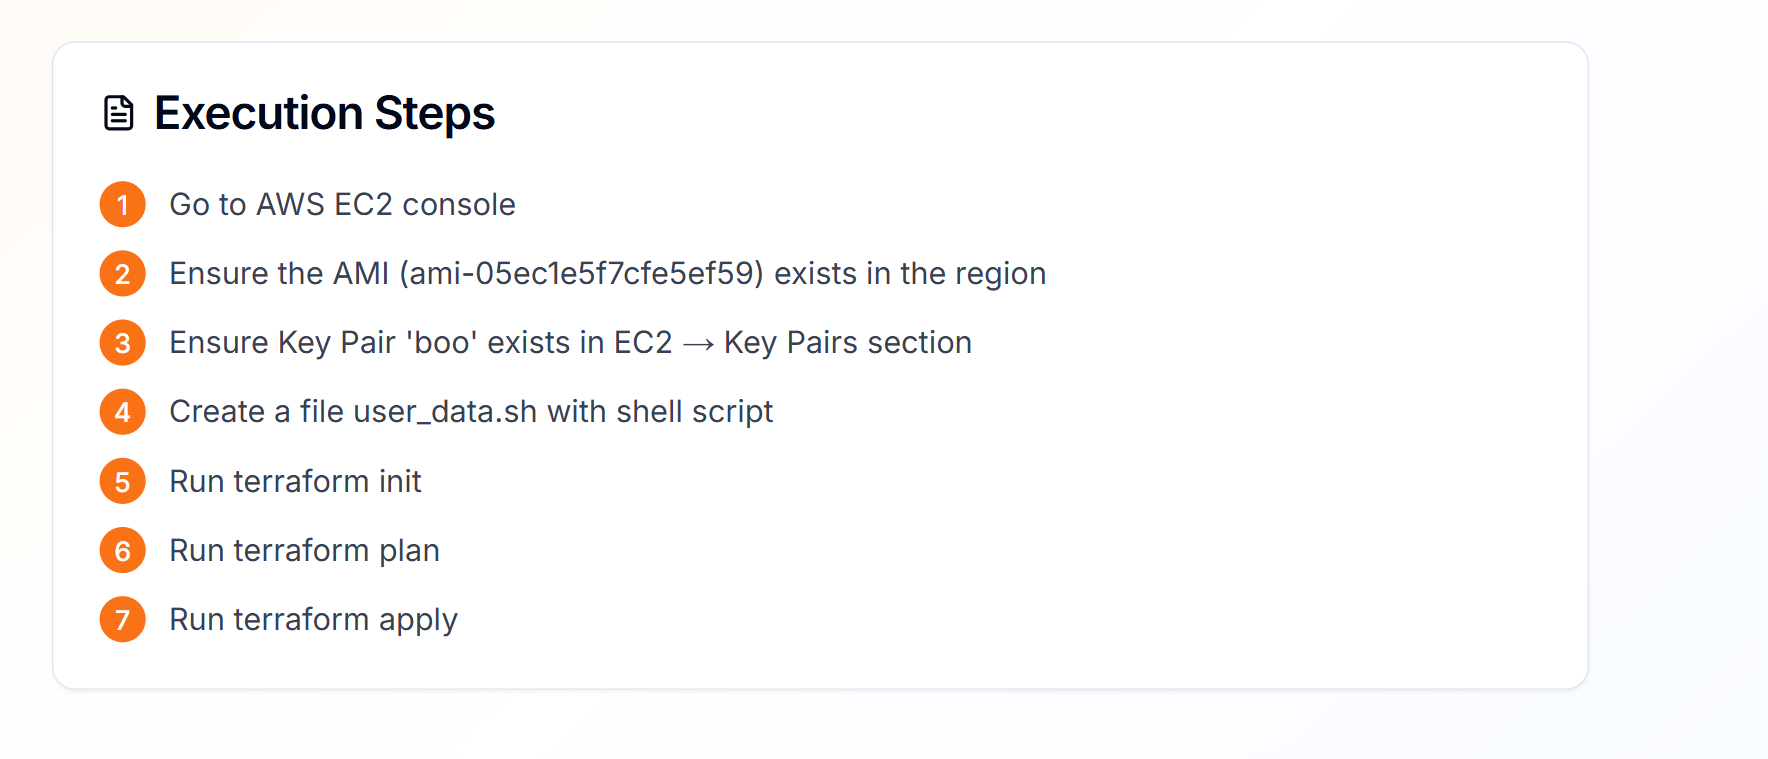 Execution Steps
1 Go to AWS EC2 console
2 Ensure the AMI (ami-05ec1e5f7cfe5ef59) exists in the region
3 Ensure Key Pair 'boo' exists in EC2 → Key Pairs section
4 Create a file user_data.sh with shell script
5 Run terraform init
6 Run terraform plan
7 Run terraform apply